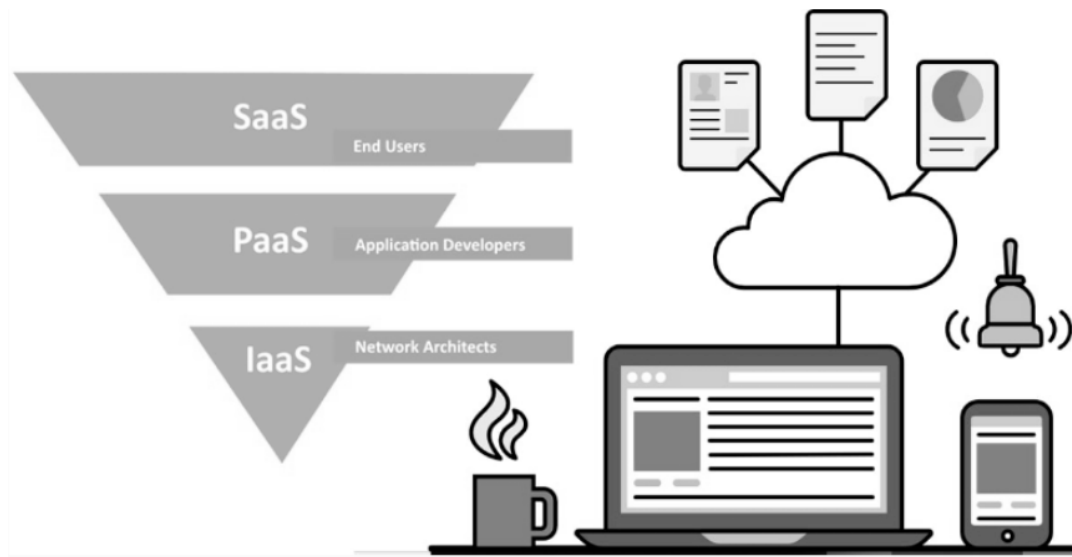 SaaS
End Users
PaaS
Application Developers
IaaS
Network Architects